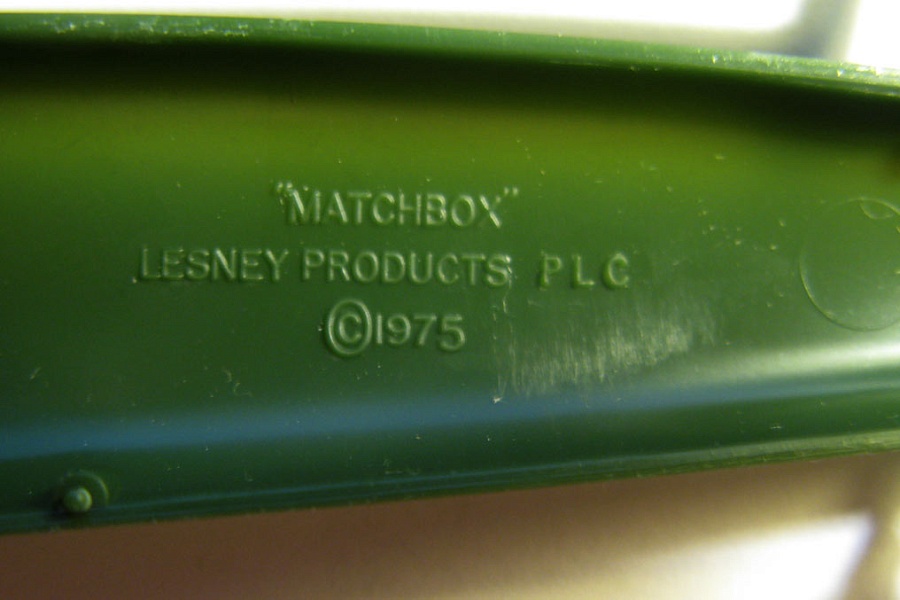 "MATCHBOX"
LESNEY PRODUCTS PLC
©1975